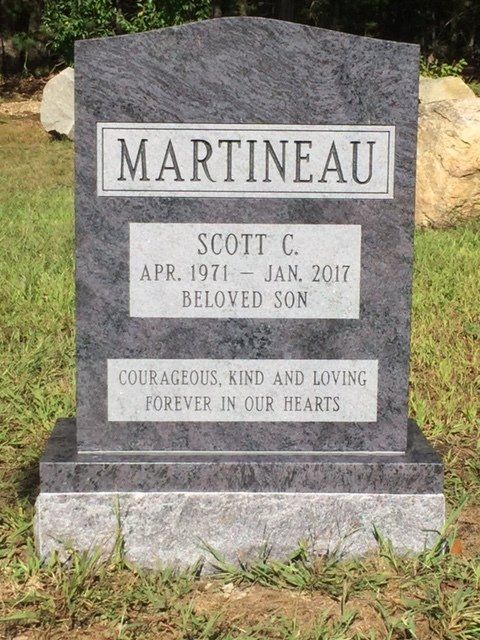 MARTINEAU
SCOTT C.
APR. 1971 — JAN. 2017
BELOVED SON
COURAGEOUS, KIND AND LOVING
FOREVER IN OUR HEARTS